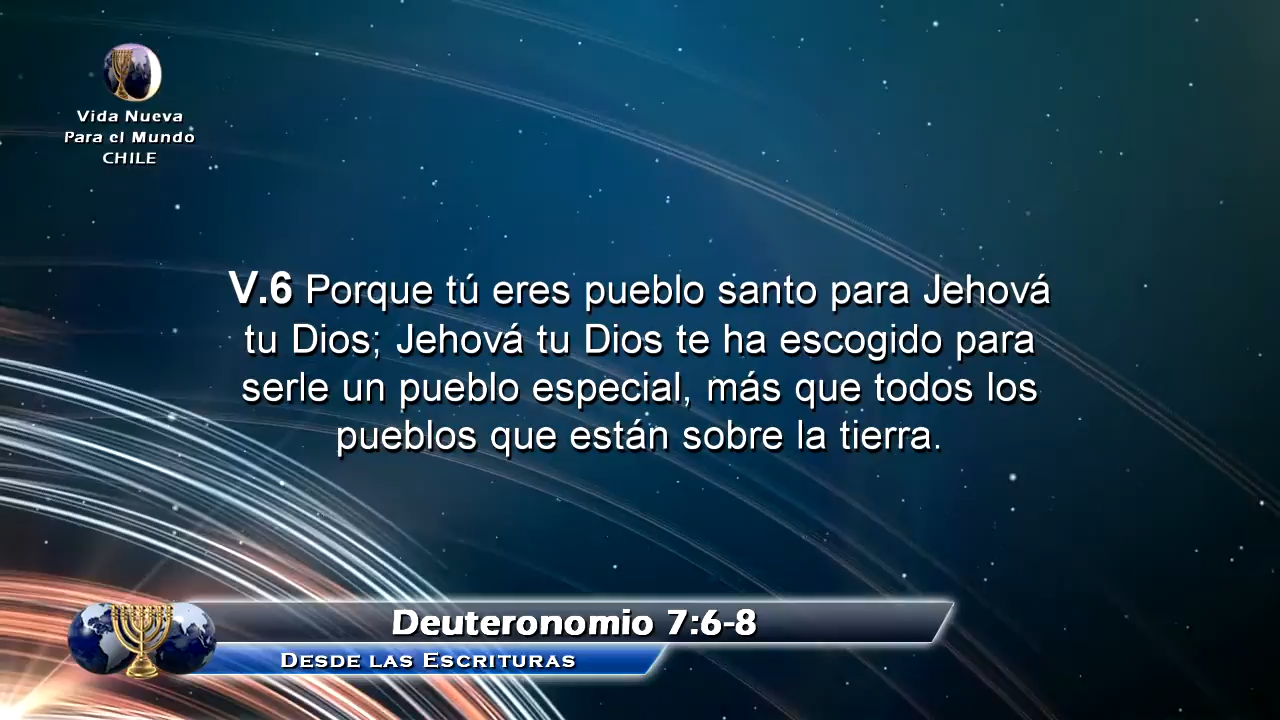 Vida Nueva
Para el Mundo
CHILE
V.6 Porque tú eres pueblo santo para Jehová
tu Dios; Jehová tu Dios te ha escogido para
serle un pueblo especial, más que todos los
pueblos que están sobre la tierra.
Deuteronomio 7:6-8
DESDE LAS ESCRITURAS